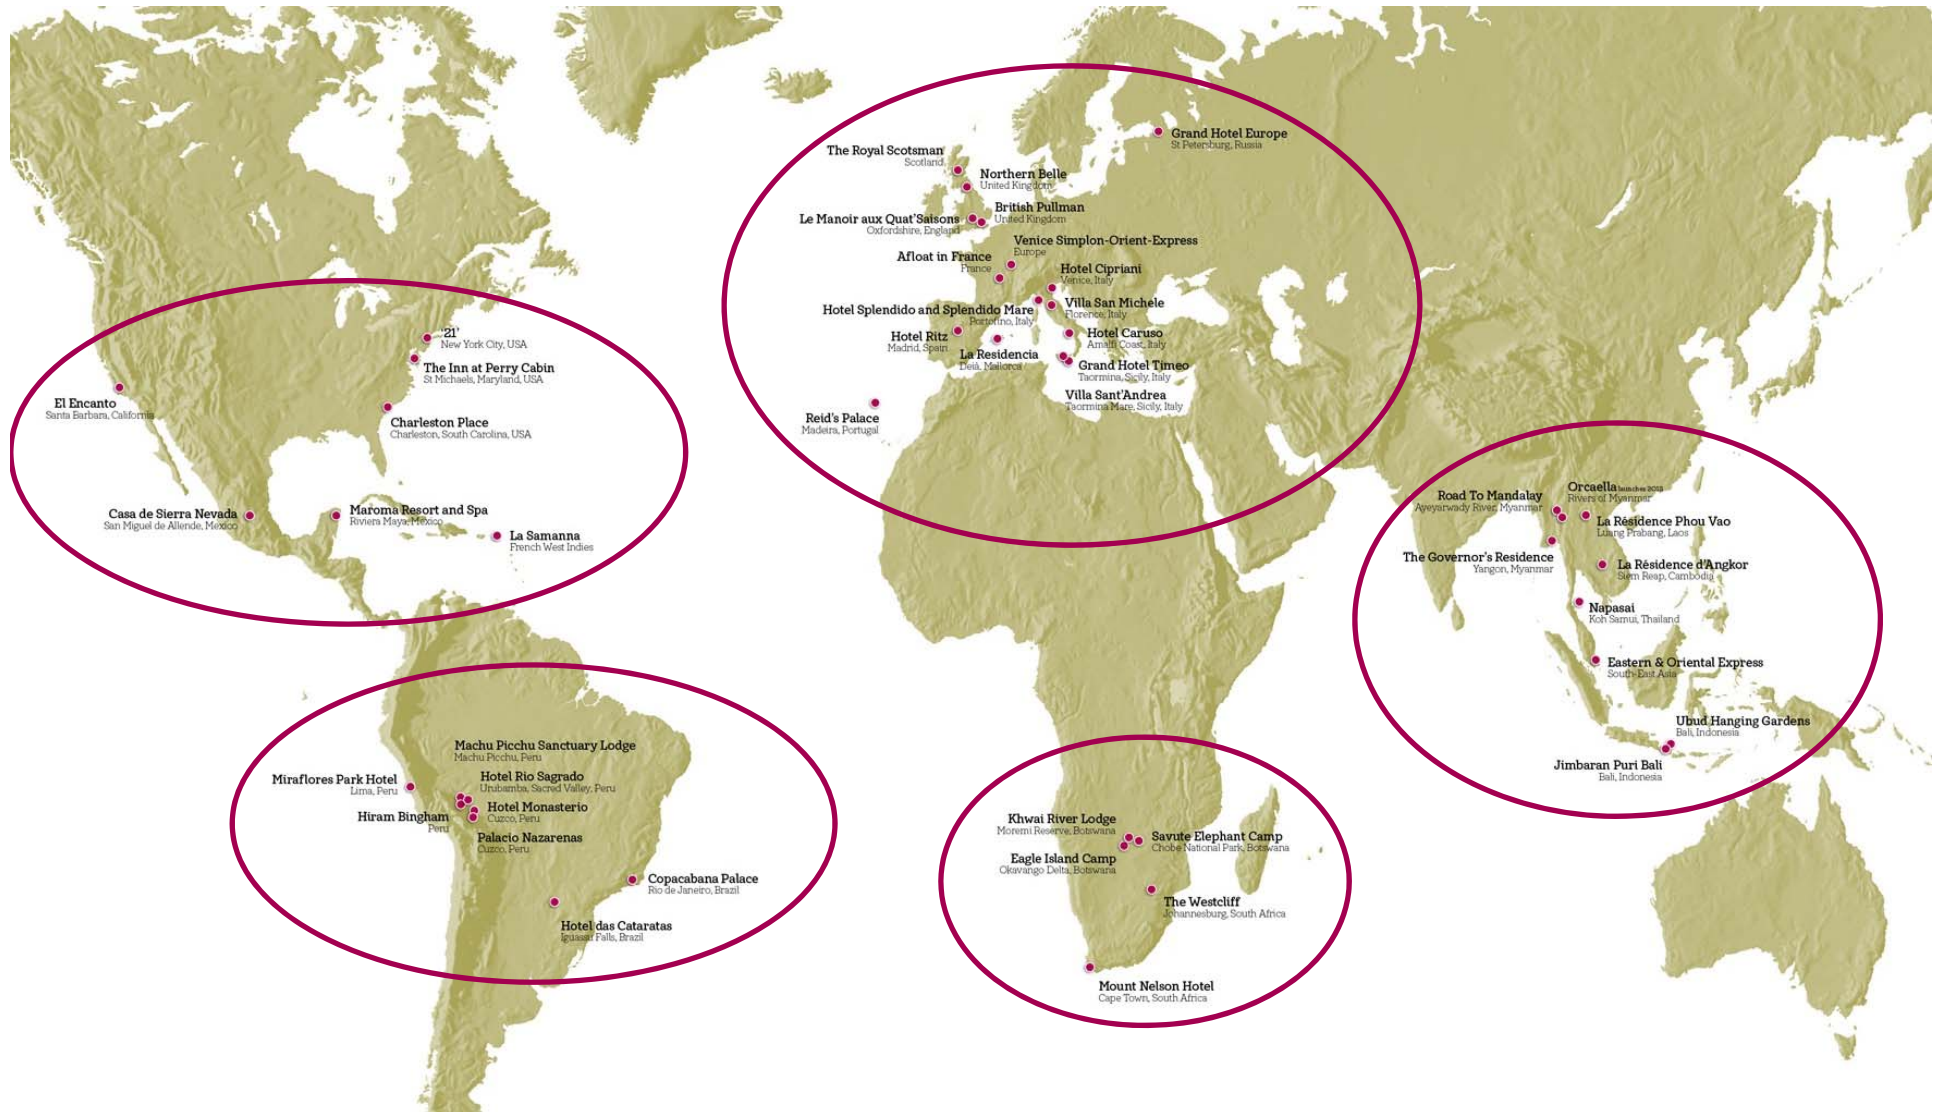 The Royal Scotsman
Scotland
Northern Belle
United Kingdom
Grand Hotel Europe
St Petersburg, Russia
Le Manoir aux Quat'Saisons
Oxfordshire, England
British Pullman
United Kingdom
Venice Simplon-Orient-Express
Europe
Afloat in France
France
Hotel Cipriani
Venice, Italy
Hotel Splendido and Splendido Mare
Portofino, Italy
Villa San Michele
Florence, Italy
Hotel Ritz
Madrid, Spain
Hotel Caruso
Amalfi Coast, Italy
La Residencia
Deià, Mallorca
Grand Hotel Timeo
Taormina, Sicily, Italy
Villa Sant'Andrea
Taormina Mare, Sicily, Italy
Reid's Palace
Madeira, Portugal
'21'
New York City, USA
The Inn at Perry Cabin
St Michaels, Maryland, USA
El Encanto
Santa Barbara, California
Charleston Place
Charleston, South Carolina, USA
Casa de Sierra Nevada
San Miguel de Allende, Mexico
Maroma Resort and Spa
Riviera Maya, Mexico
La Samanna
French West Indies
Road To Mandalay
Ayeyarwady River, Myanmar
Orcaella launches 2013
Rivers of Myanmar
La Résidence Phou Vao
Luang Prabang, Laos
The Governor's Residence
Yangon, Myanmar
La Résidence d'Angkor
Siem Reap, Cambodia
Napasai
Koh Samui, Thailand
Eastern & Oriental Express
South-East Asia
Ubud Hanging Gardens
Bali, Indonesia
Jimbaran Puri Bali
Bali, Indonesia
Machu Picchu Sanctuary Lodge
Machu Picchu, Peru
Miraflores Park Hotel
Lima, Peru
Hotel Rio Sagrado
Urubamba, Sacred Valley, Peru
Hiram Bingham
Peru
Hotel Monasterio
Cuzco, Peru
Palacio Nazarenas
Cuzco, Peru
Copacabana Palace
Rio de Janeiro, Brazil
Hotel das Cataratas
Iguassu Falls, Brazil
Khwai River Lodge
Moremi Reserve, Botswana
Savute Elephant Camp
Chobe National Park, Botswana
Eagle Island Camp
Okavango Delta, Botswana
The Westcliff
Johannesburg, South Africa
Mount Nelson Hotel
Cape Town, South Africa